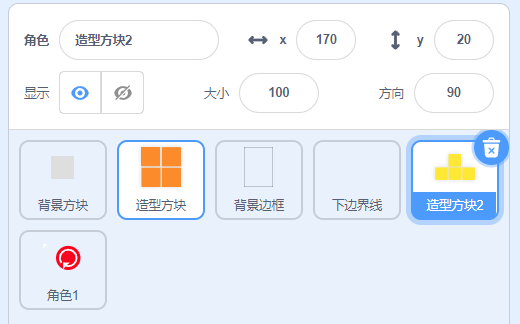 角色 造型方块2 x 170 y 20
显示 大小 100 方向 90
背景方块 造型方块 背景边框 下边界线 造型方块2
角色1